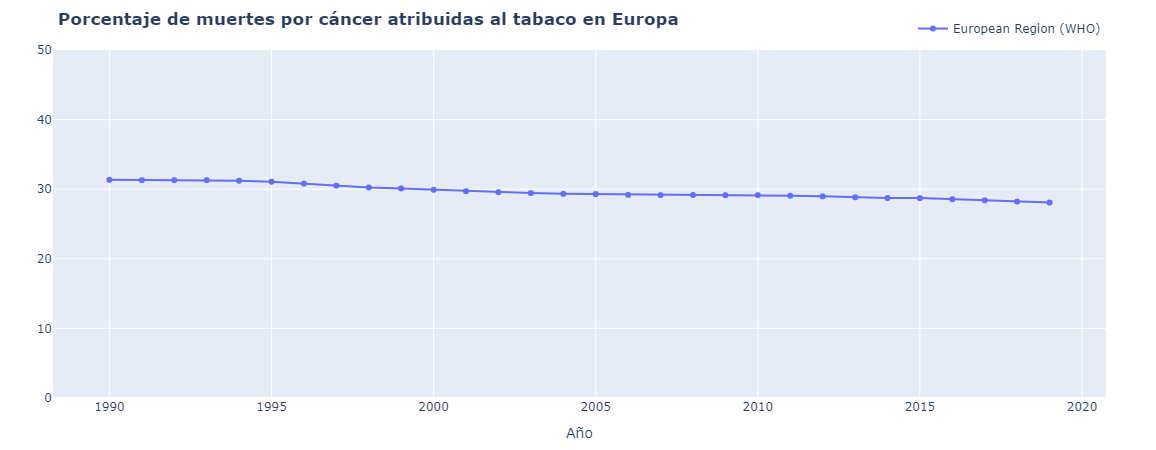 Porcentaje de muertes por cáncer atribuidas al tabaco en Europa
European Region (WHO)
50
40
30
20
10
0
1990 1995 2000 2005 2010 2015 2020
Año